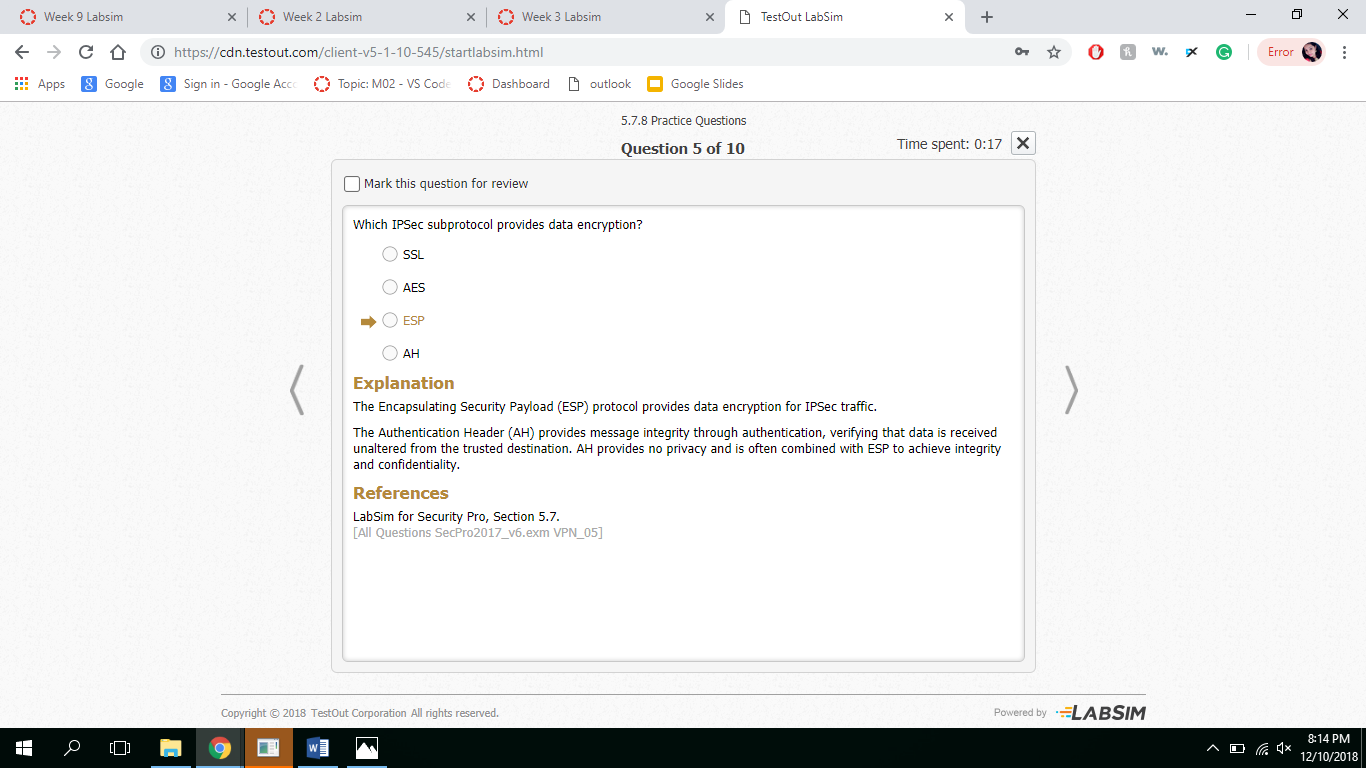 Week 9 Labsim
Week 2 Labsim
Week 3 Labsim
TestOut LabSim
https://cdn.testout.com/client-v5-1-10-545/startlabsim.html
Error
Apps
Google
Sign in - Google Acco
Topic: M02 - VS Code
Dashboard
outlook
Google Slides
5.7.8 Practice Questions
Question 5 of 10
Time spent: 0:17
Mark this question for review
Which IPSec subprotocol provides data encryption?
SSL
AES
ESP
AH
Explanation
The Encapsulating Security Payload (ESP) protocol provides data encryption for IPSec traffic.
The Authentication Header (AH) provides message integrity through authentication, verifying that data is received
unaltered from the trusted destination. AH provides no privacy and is often combined with ESP to achieve integrity
and confidentiality.
References
LabSim for Security Pro, Section 5.7.
[All Questions SecPro2017_v6.exm VPN_05]
Copyright © 2018 TestOut Corporation All rights reserved.
Powered by LABSIM
8:14 PM
12/10/2018